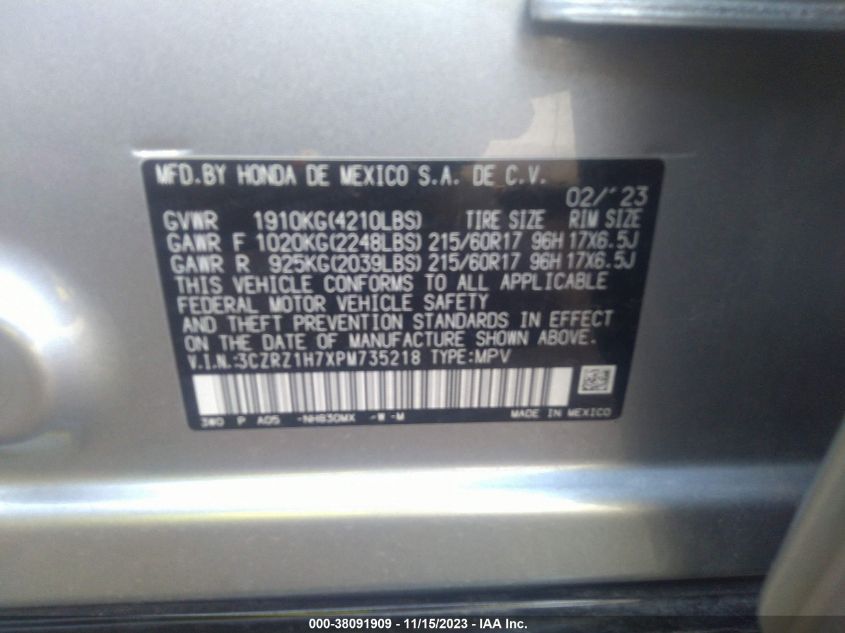 MFD.BY HONDA DE MEXICO S.A. DE C.V.
02/'23
GVWR 1910KG(4210LBS) TIRE SIZE RIM SIZE
GAWR F 1020KG(2248LBS) 215/60R17 96H 17X6.5J
GAWR R 925KG(2039LBS) 215/60R17 96H 17X6.5J
THIS VEHICLE CONFORMS TO ALL APPLICABLE
FEDERAL MOTOR VEHICLE SAFETY
AND THEFT PREVENTION STANDARDS IN EFFECT
ON THE DATE OF MANUFACTURE SHOWN ABOVE.
V.I.N.:3CZRZ1H7XPM735218 TYPE:MPV
3W0 P A05 -NH830MX -W -M MADE IN MEXICO
000-38091909 - 11/15/2023 - IAA Inc.